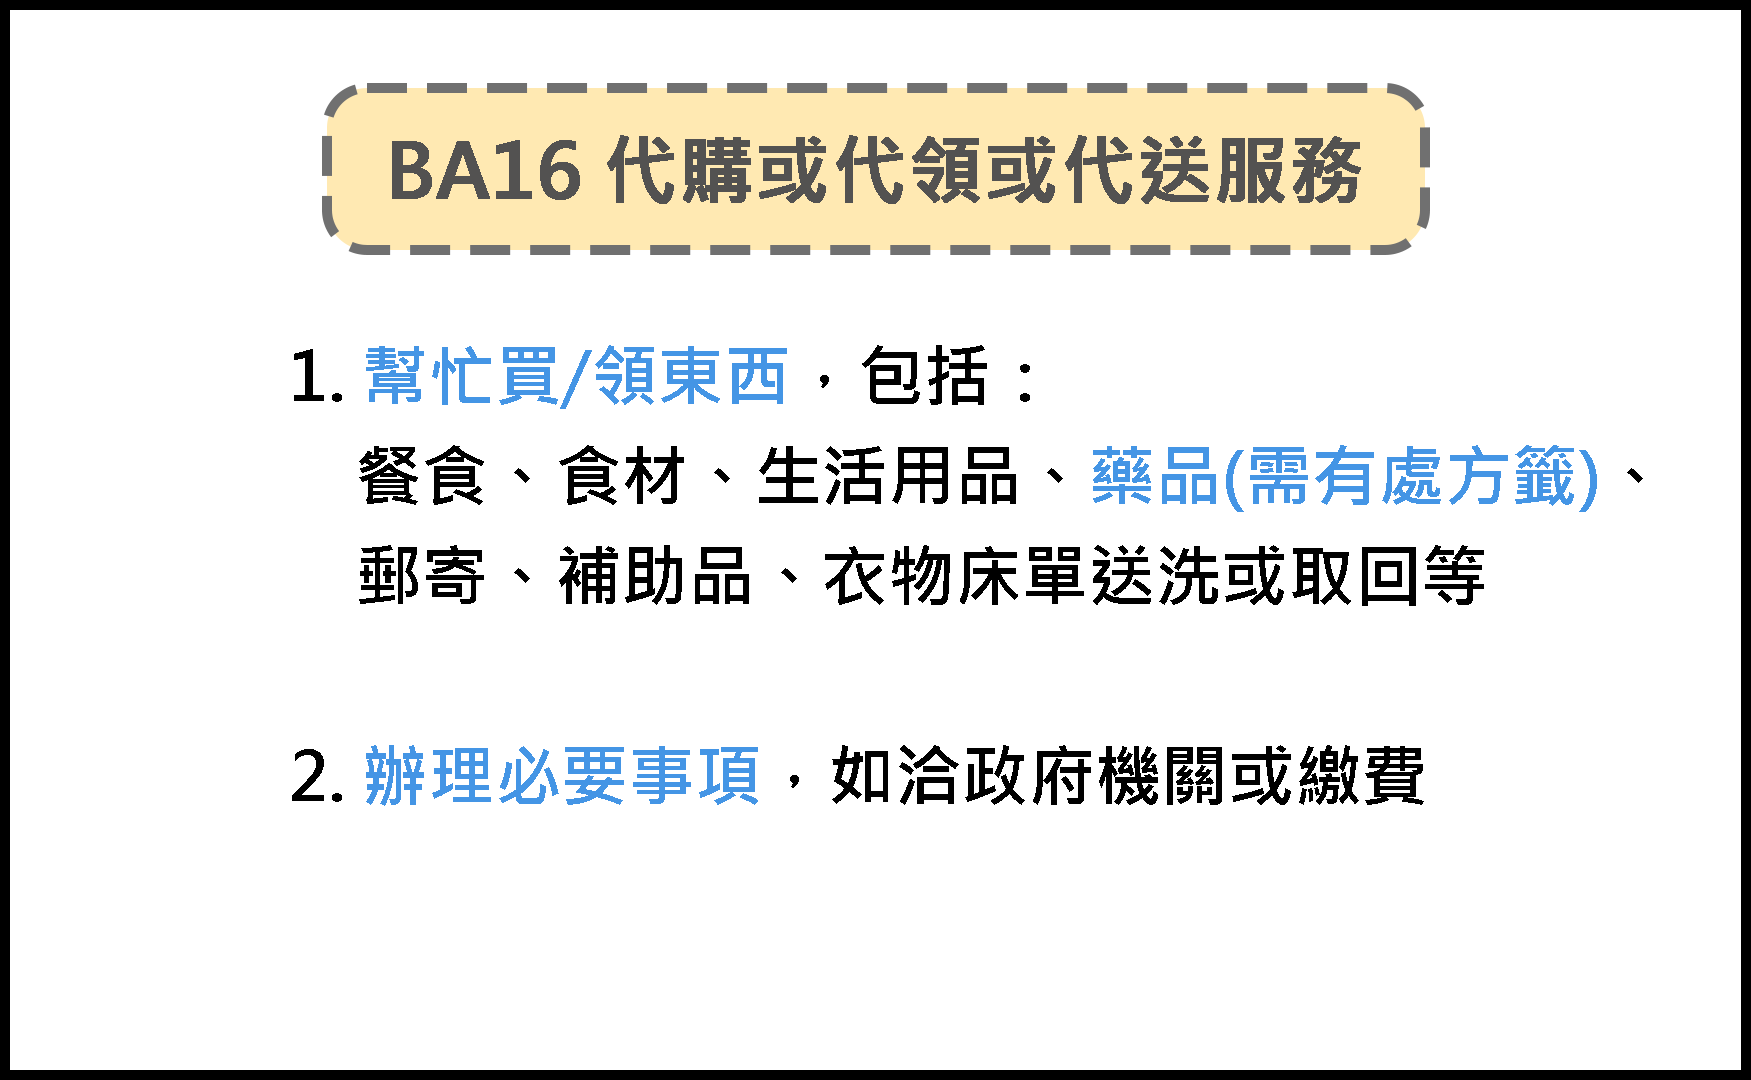 BA16 代購或代領或代送服務
1. 幫忙買/領東西，包括：
餐食、食材、生活用品、藥品(需有處方籤)、
郵寄、補助品、衣物床單送洗或取回等
2. 辦理必要事項，如洽政府機關或繳費